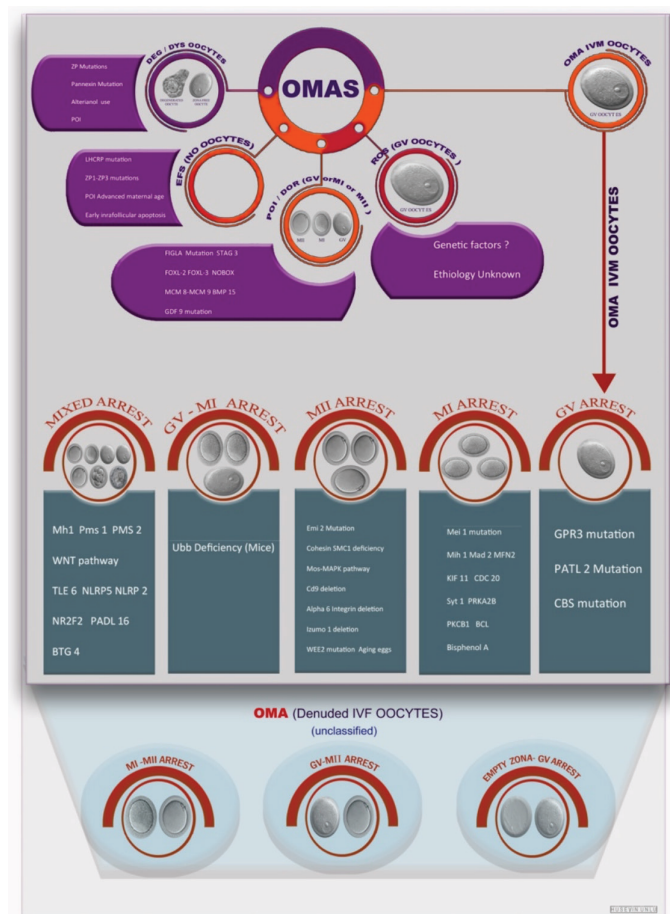 DEG / DYS OOCYTES
ZP Mutations
Pannexin Mutation
Alterianol use
POI
OMAS
OMA IVM OOCYTES
GV OOCYTES
EFS (NO OOCYTES)
LHCRP mutation
ZP1-ZP3 mutations
POI Advanced maternal age
Early inrafollicular apoptosis
POI / DOR (GV orMI or MII )
MII MI GV
FIGLA Mutation STAG 3
FOXL-2 FOXL-3 NOBOX
MCM 8-MCM 9 BMP 15
GDF 9 mutation
ROS (GV OOCYTES )
GV OOCYTES
Genetic factors ?
Ethiology Unknown
OMA IVM OOCYTES
MIXED ARREST
Mh1 Pms 1 PMS 2
WNT pathway
TLE 6 NLRP5 NLRP 2
NR2F2 PADL 16
BTG 4
GV - MI ARREST
Ubb Deficiency (Mice)
MII ARREST
Emi 2 Mutation
Cohesin SMC1 deficiency
Mos-MAPK pathway
Cd9 deletion
Alpha 6 Integrin deletion
Izumo 1 deletion
WEE2 mutation Aging eggs
MI ARREST
Mei 1 mutation
Mih 1 Mad 2 MFN2
KIF 11 CDC 20
Syt 1 PRKA2B
PKCB1 BCL
Bisphenol A
GV ARREST
GPR3 mutation
PATL 2 Mutation
CBS mutation
OMA (Denuded IVF OOCYTES)
(unclassified)
MI -MII ARREST
GV-MII ARREST
EMPTY ZONA- GV ARREST